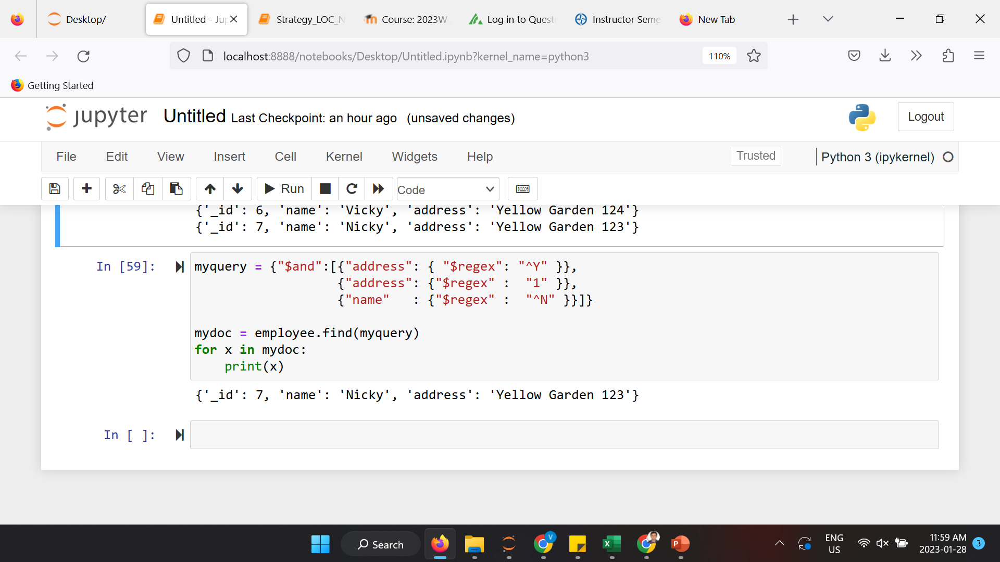 Desktop/
Untitled - Jup
Strategy_LOC_N
Course: 2023W
Log in to Quest
Instructor Seme
New Tab
localhost:8888/notebooks/Desktop/Untitled.ipynb?kernel_name=python3
110%
Getting Started
jupyter Untitled Last Checkpoint: an hour ago (unsaved changes)
Logout
File Edit View Insert Cell Kernel Widgets Help
Trusted
Python 3 (ipykernel)
Run
Code
{'_id': 6, 'name': 'Vicky', 'address': 'Yellow Garden 124'}
{'_id': 7, 'name': 'Nicky', 'address': 'Yellow Garden 123'}
In [59]: myquery = {"$and":[{"address": { "$regex": "^Y" }},
{"address": {"$regex" : "1" }},
{"name" : {"$regex" : "^N" }}]}
mydoc = employee.find(myquery)
for x in mydoc:
print(x)
{'_id': 7, 'name': 'Nicky', 'address': 'Yellow Garden 123'}
In [ ]:
Search
V
X
P
ENG
US
11:59 AM
2023-01-28
3